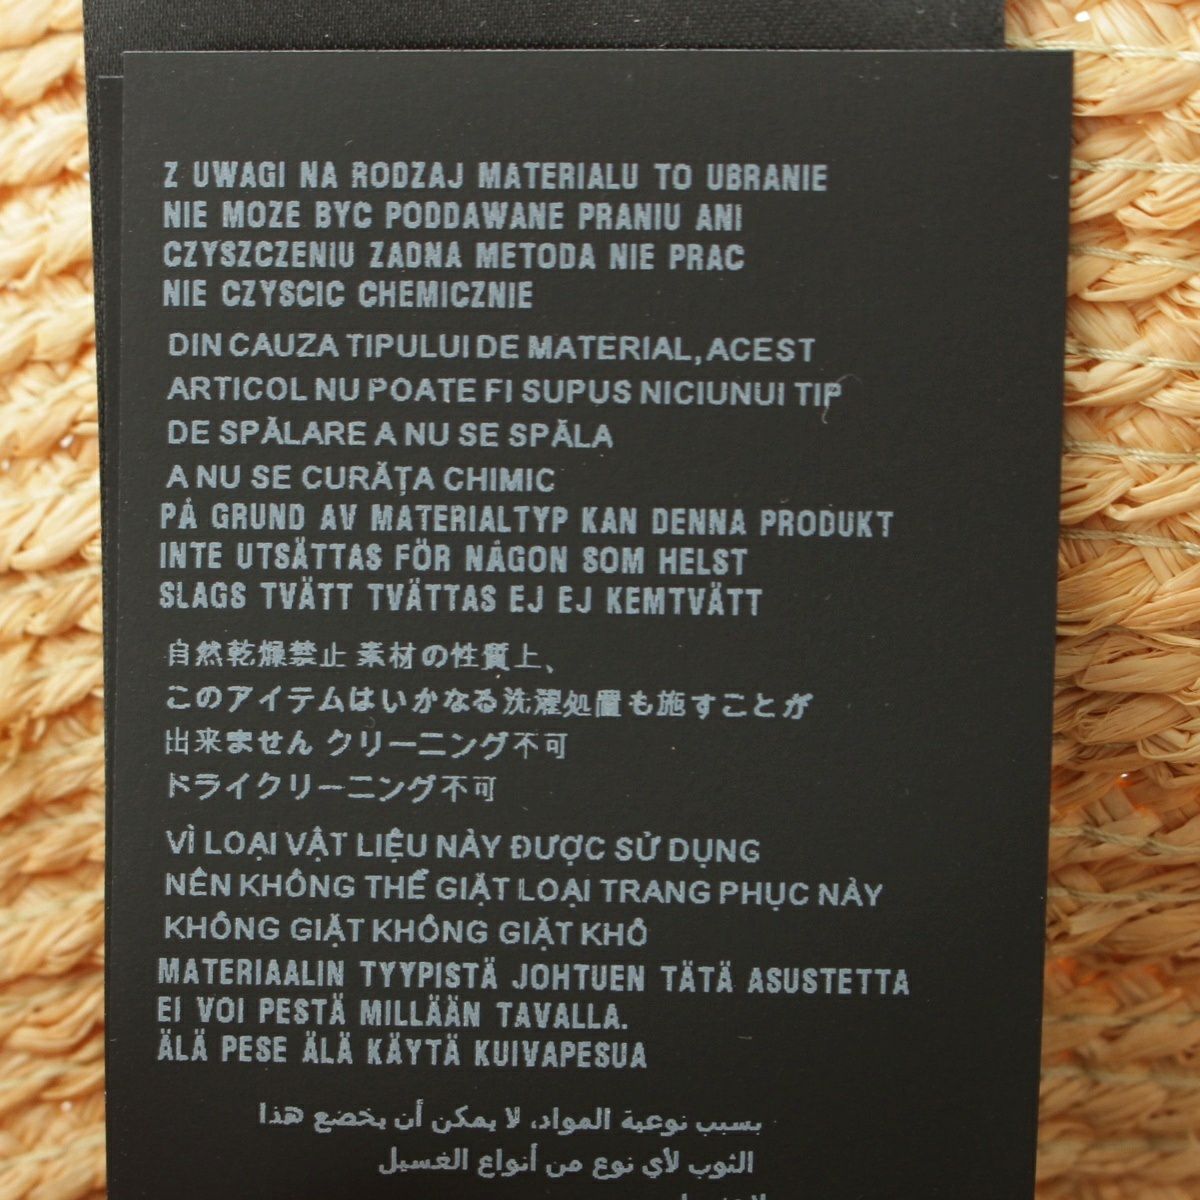 Z UWAGI NA RODZAJ MATERIALU TO UBRANIE
NIE MOZE BYC PODDAWANE PRANIU ANI
CZYSZCZENIU ZADNA METODA NIE PRAC
NIE CZYSCIC CHEMICZNIE
DIN CAUZA TIPULUI DE MATERIAL, ACEST
ARTICOL NU POATE FI SUPUS NICIUNUI TIP
DE SPĂLARE A NU SE SPĂLA
A NU SE CURĂȚA CHIMIC
PÅ GRUND AV MATERIALTYP KAN DENNA PRODUKT
INTE UTSÄTTAS FÖR NÅGON SOM HELST
SLAGS TVÄTT TVÄTTAS EJ EJ KEMTVÄTT
自然乾燥禁止 素材の性質上、
このアイテムはいかなる洗濯処置も施すことが
出来ません クリーニング不可
ドライクリーニング不可
VÌ LOẠI VẬT LIỆU NÀY ĐƯỢC SỬ DỤNG
NÊN KHÔNG THỂ GIẶT LOẠI TRANG PHỤC NÀY
KHÔNG GIẶT KHÔNG GIẶT KHÔ
MATERIAALIN TYYPISTÄ JOHTUEN TÄTÄ ASUSTETTA
EI VOI PESTÄ MILLÄÄN TAVALLA.
ÄLÄ PESE ÄLÄ KÄYTÄ KUIVAPESUA
بسبب نوعية المواد، لا يمكن أن يخضع هذا
الثوب لأي نوع من أنواع الغسيل